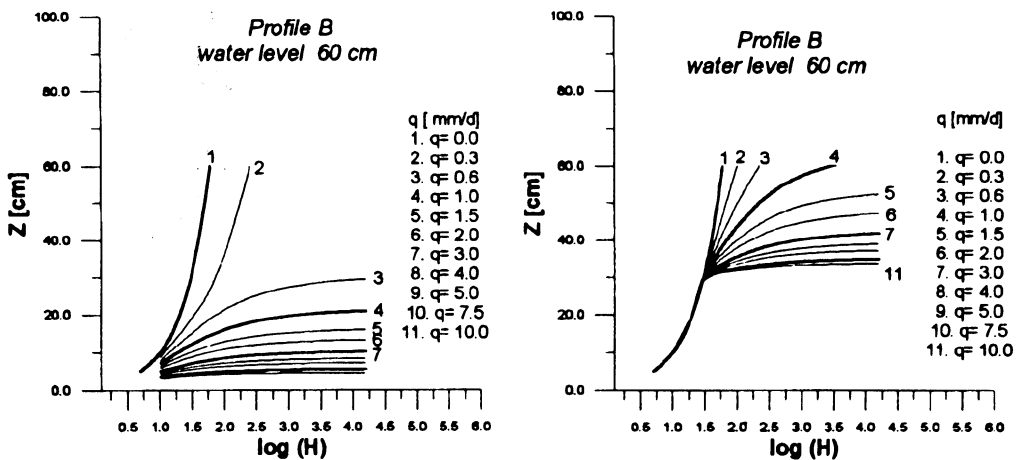 Profile B
water level 60 cm
100.0
80.0
60.0
40.0
20.0
0.0
Z [cm]
1
2
3
4
5
6
7
q [ mm/d]
1. q= 0.0
2. q= 0.3
3. q= 0.6
4. q= 1.0
5. q= 1.5
6. q= 2.0
7. q= 3.0
8. q= 4.0
9. q= 5.0
10. q= 7.5
11. q= 10.0
0.5 1.0 1.5 2.0 2.5 3.0 3.5 4.0 4.5 5.0 5.5 6.0
log (H)
Profile B
water level 60 cm
100.0
80.0
60.0
40.0
20.0
0.0
Z [cm]
1 2 3 4
5
6
7
11
q [mm/d]
1. q= 0.0
2. q= 0.3
3. q= 0.6
4. q= 1.0
5. q= 1.5
6. q= 2.0
7. q= 3.0
8. q= 4.0
9. q= 5.0
10. q= 7.5
11. q= 10.0
0.5 1.0 1.5 2.0 2.5 3.0 3.5 4.0 4.5 5.0 5.5 6.0
log (H)